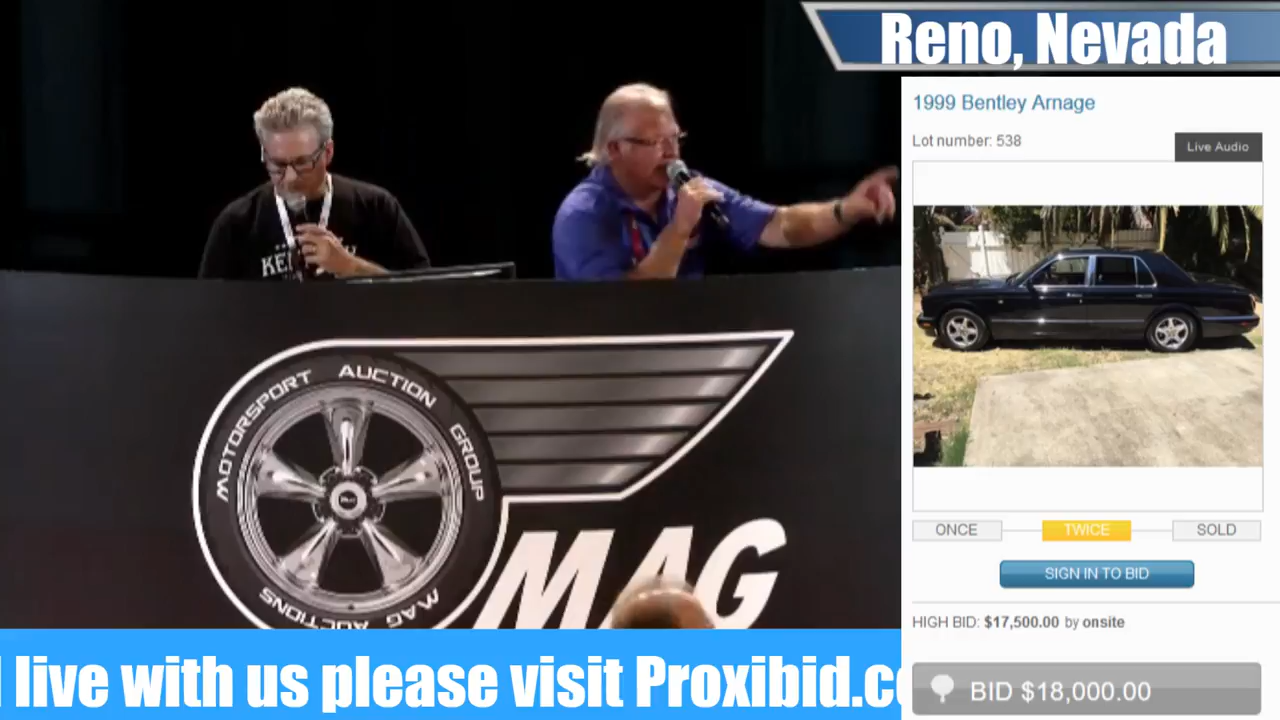 Reno, Nevada
1999 Bentley Arnage
Lot number: 538
Live Audio
ONCE
TWICE
SOLD
SIGN IN TO BID
HIGH BID: $17,500.00 by onsite
BID $18,000.00
MOTORSPORT AUCTION GROUP
MAG AUCTIONS
MAG
live with us please visit Proxibid.c